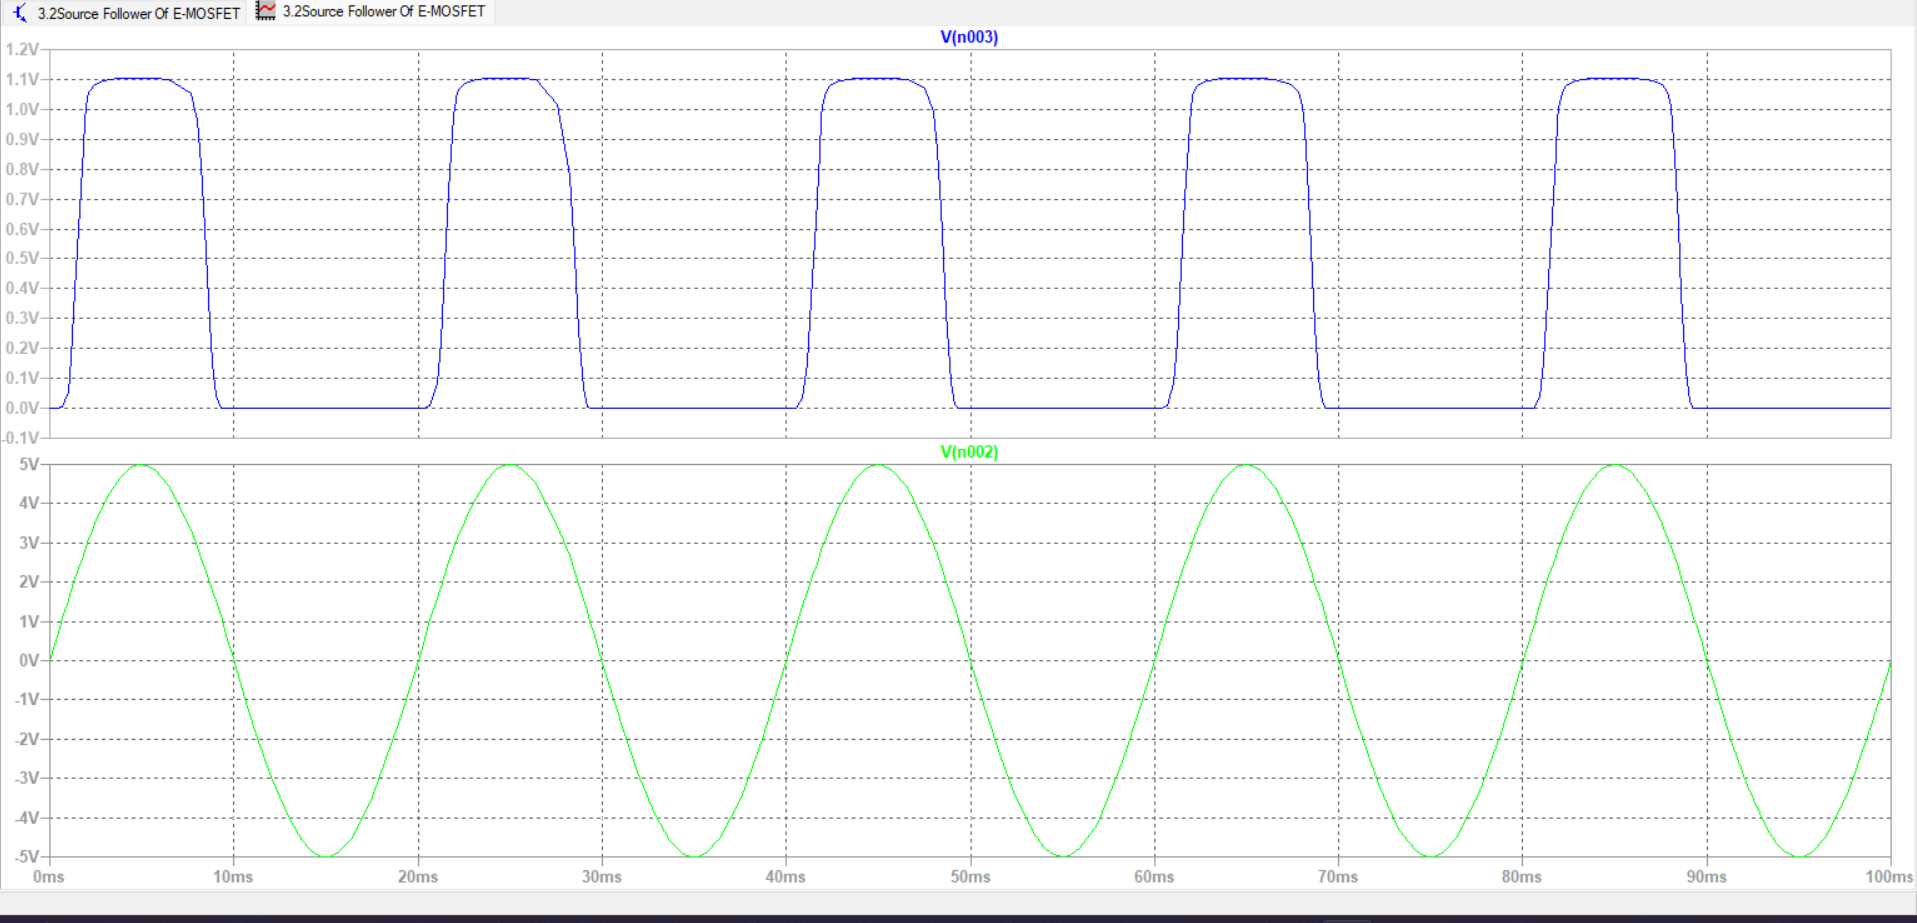 3.2Source Follower Of E-MOSFET
3.2Source Follower Of E-MOSFET
V(n003)
1.2V
1.1V
1.0V
0.9V
0.8V
0.7V
0.6V
0.5V
0.4V
0.3V
0.2V
0.1V
0.0V
-0.1V
V(n002)
5V
4V
3V
2V
1V
0V
-1V
-2V
-3V
-4V
-5V
0ms 10ms 20ms 30ms 40ms 50ms 60ms 70ms 80ms 90ms 100ms